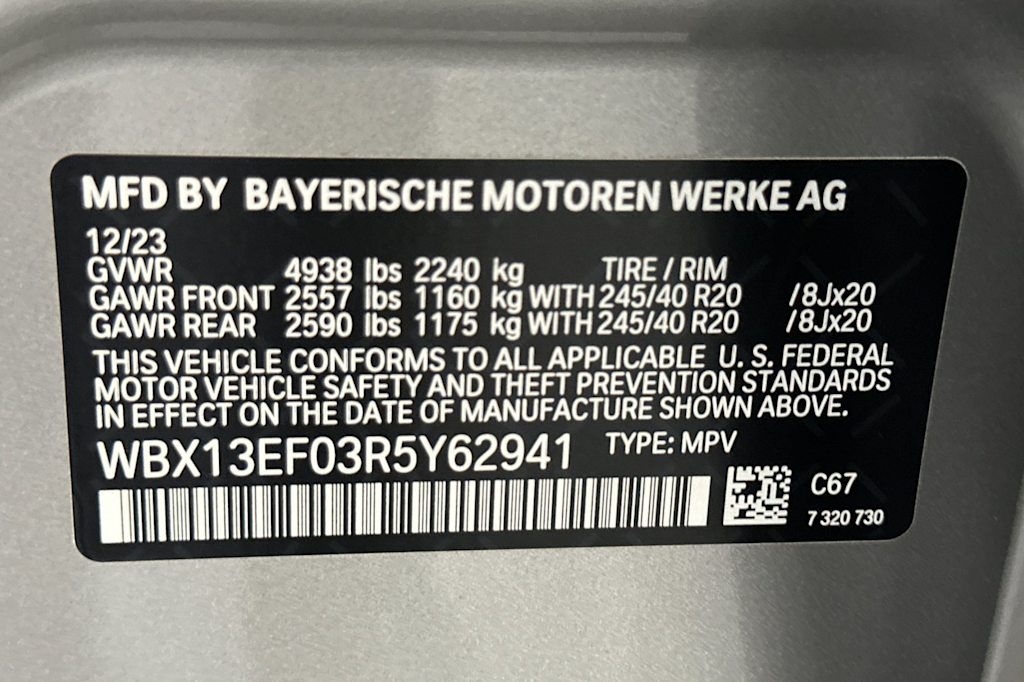 MFD BY BAYERISCHE MOTOREN WERKE AG
12/23
GVWR 4938 lbs 2240 kg TIRE / RIM
GAWR FRONT 2557 lbs 1160 kg WITH 245/40 R20 /8Jx20
GAWR REAR 2590 lbs 1175 kg WITH 245/40 R20 /8Jx20
THIS VEHICLE CONFORMS TO ALL APPLICABLE U. S. FEDERAL
MOTOR VEHICLE SAFETY AND THEFT PREVENTION STANDARDS
IN EFFECT ON THE DATE OF MANUFACTURE SHOWN ABOVE.
WBX13EF03R5Y62941 TYPE: MPV
C67
7 320 730